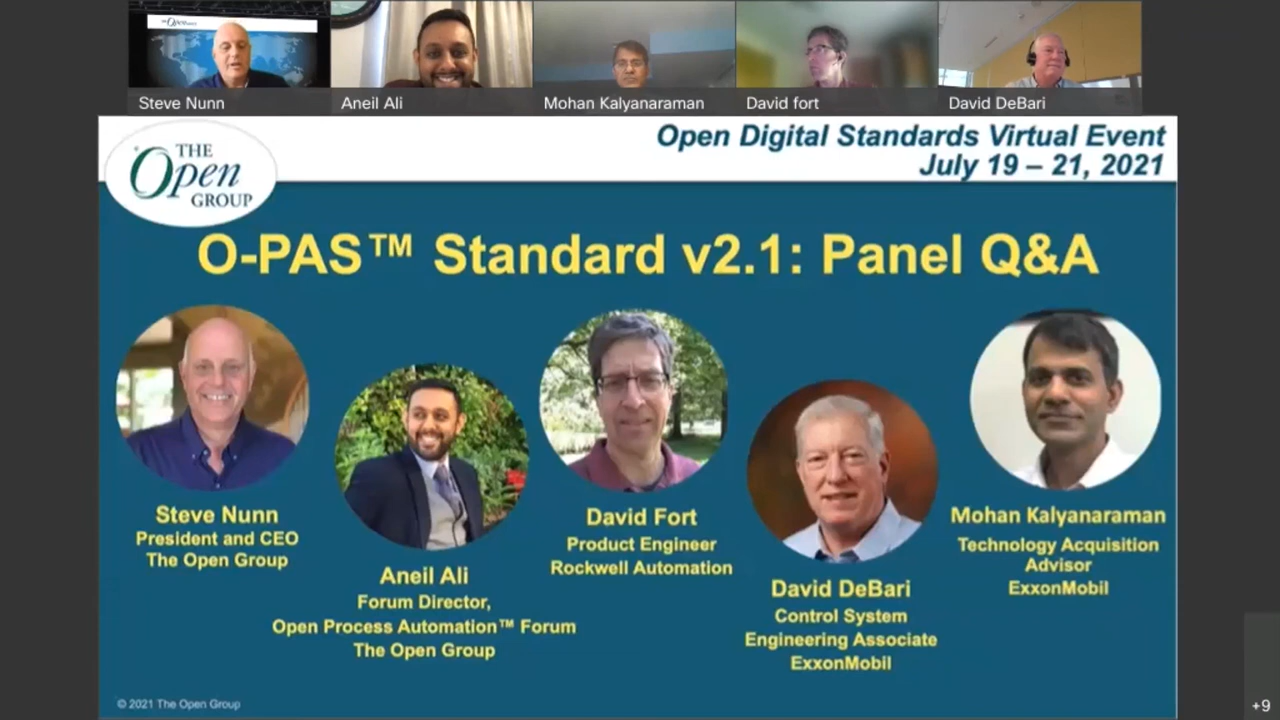 Steve Nunn
Aneil Ali
Mohan Kalyanaraman
David fort
David DeBari
THE
Open
GROUP
Open Digital Standards Virtual Event
July 19 – 21, 2021
O-PAS™ Standard v2.1: Panel Q&A
Steve Nunn
President and CEO
The Open Group
Aneil Ali
Forum Director,
Open Process Automation™ Forum
The Open Group
David Fort
Product Engineer
Rockwell Automation
David DeBari
Control System
Engineering Associate
ExxonMobil
Mohan Kalyanaraman
Technology Acquisition
Advisor
ExxonMobil
© 2021 The Open Group
+9